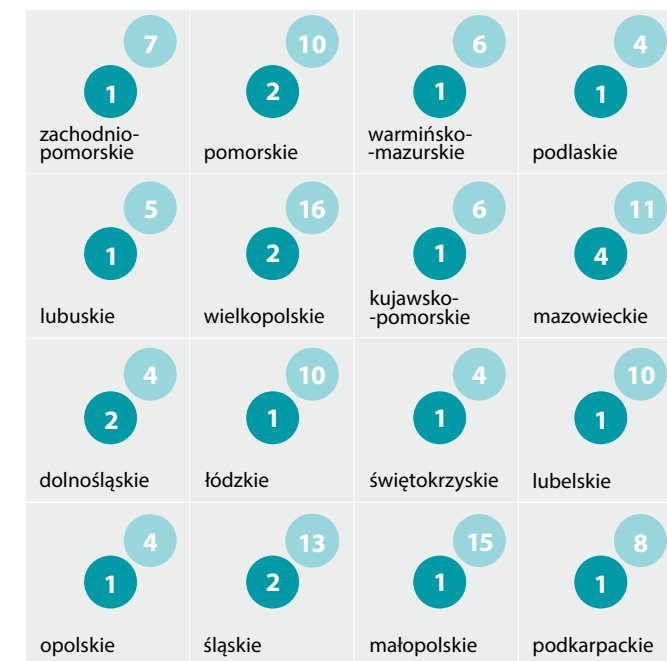 7
1
zachodnio-
pomorskie
10
2
pomorskie
6
1
warmińsko-
-mazurskie
4
1
podlaskie
5
1
lubuskie
16
2
wielkopolskie
6
1
kujawsko-
-pomorskie
11
4
mazowieckie
4
2
dolnośląskie
10
1
łódzkie
4
1
świętokrzyskie
10
1
lubelskie
4
1
opolskie
13
2
śląskie
15
1
małopolskie
8
1
podkarpackie